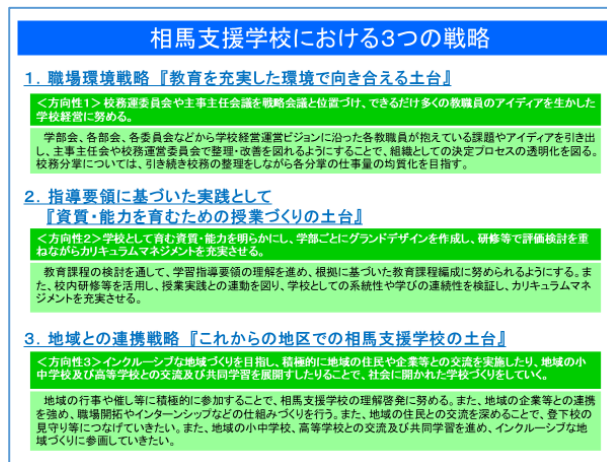 相馬支援学校における3つの戦略
1．職場環境戦略『教育を充実した環境で向き合える土台』
＜方向性1＞校務運営委員会や主事主任会議を戦略会議と位置づけ、できるだけ多くの教職員のアイディアを生かした
学校経営に努める。
学部会、各部会、各委員会などから学校経営運営ビジョンに沿った各教職員が抱えている課題やアイディアを引き出
し、主事主任会や校務運営委員会で整理・改善を図れるようにすることで、組織としての決定プロセスの透明化を図る。
校務分掌については、引き続き校務の整理をしながら各分掌の仕事量の均質化を目指す。
2．指導要領に基づいた実践として
『資質・能力を育むための授業づくりの土台』
＜方向性2＞学校として育む資質・能力を明らかにし、学部ごとにグランドデザインを作成し、研修等で評価検討を重
ねながらカリキュラムマネジメントを充実させる。
教育課程の検討を通して、学習指導要領の理解を進め、根拠に基づいた教育課程編成に努められるようにする。ま
た、校内研修等を活用し、授業実践との連動を図り、学校としての系統性や学びの連続性を検証し、カリキュラムマネ
ジメントを充実させる。
3．地域との連携戦略『これからの地区での相馬支援学校の土台』
＜方向性3＞インクルーシブな地域づくりを目指し、積極的に地域の住民や企業等との交流を実施したり、地域の小
中学校及び高等学校との交流及び共同学習を展開すしたりることで、社会に開かれた学校づくりをしていく。
地域の行事や催し等に積極的に参加することで、相馬支援学校の理解啓発に努める。また、地域の企業等との連携
を強め、職場開拓やインターンシップなどの仕組みづくりを行う。また、地域の住民との交流を深めることで、登下校の
見守り等につなげていきたい。また、地域の小中学校、高等学校との交流及び共同学習を進め、インクルーシブな地
域づくりに参画していきたい。